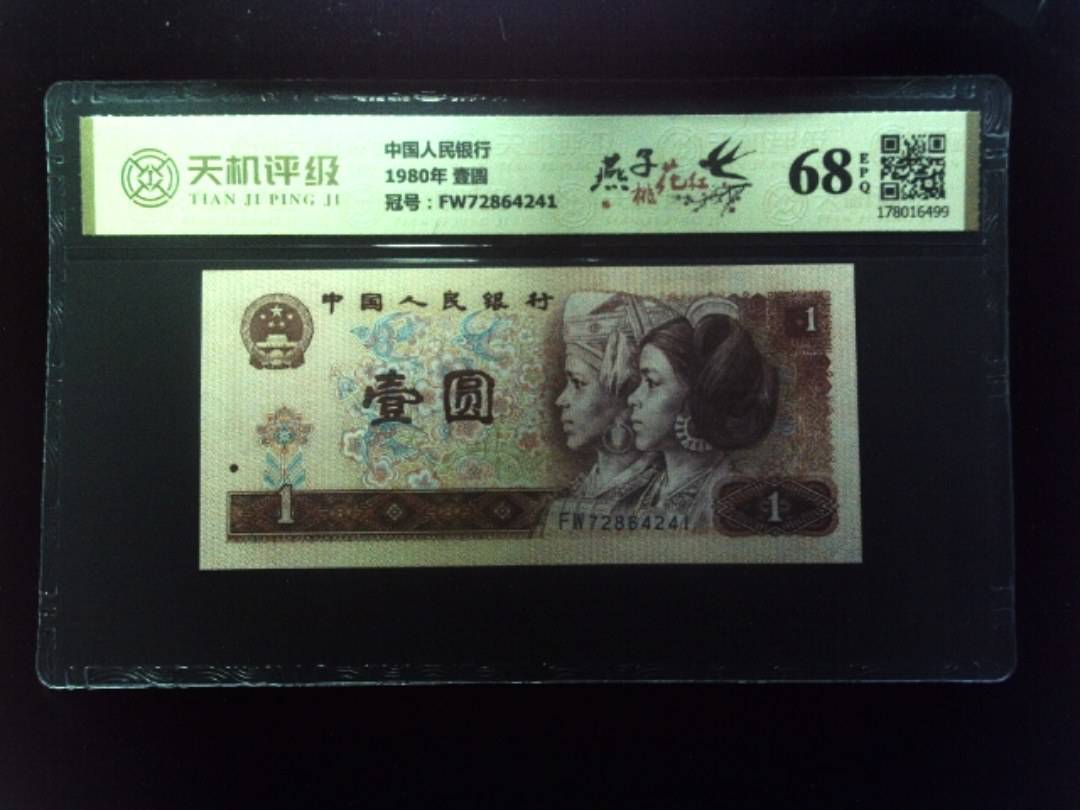 天机评级
TIAN JI PING JI
中国人民银行
1980年 壹圆
冠号：FW72864241
燕子
桃花红
68
EPQ
178016499
中国人民银行
壹圆
1
1
FW72864241
1